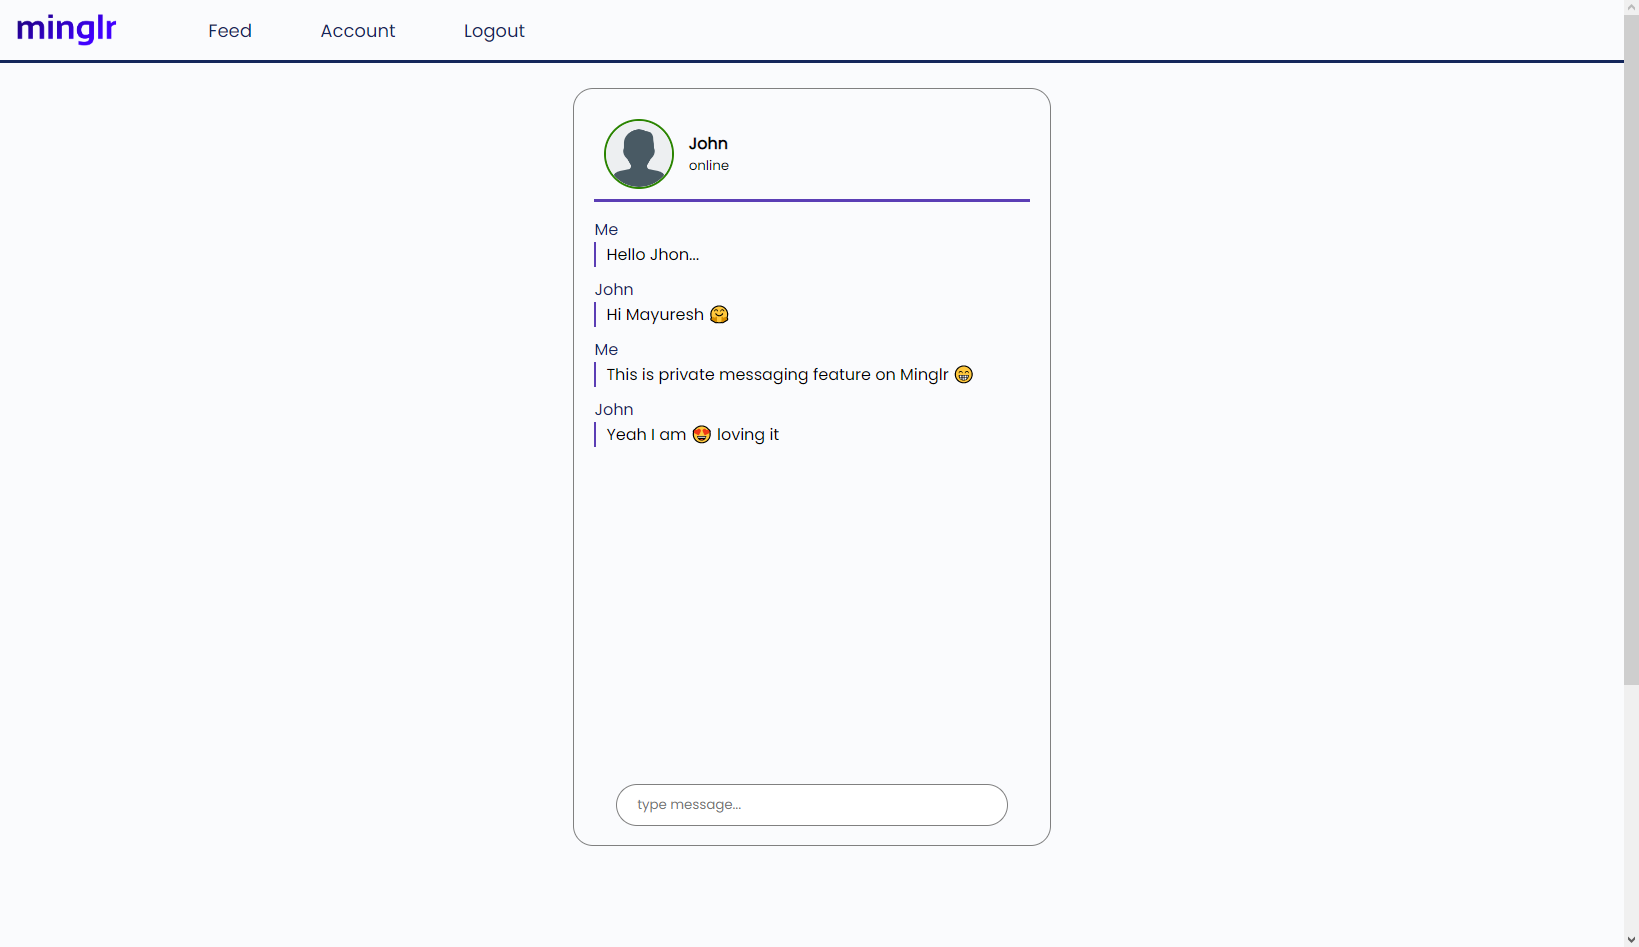 minglr Feed Account Logout
John
online
Me
Hello Jhon...
John
Hi Mayuresh 🤗
Me
This is private messaging feature on Minglr 😁
John
Yeah I am 😍 loving it
type message...